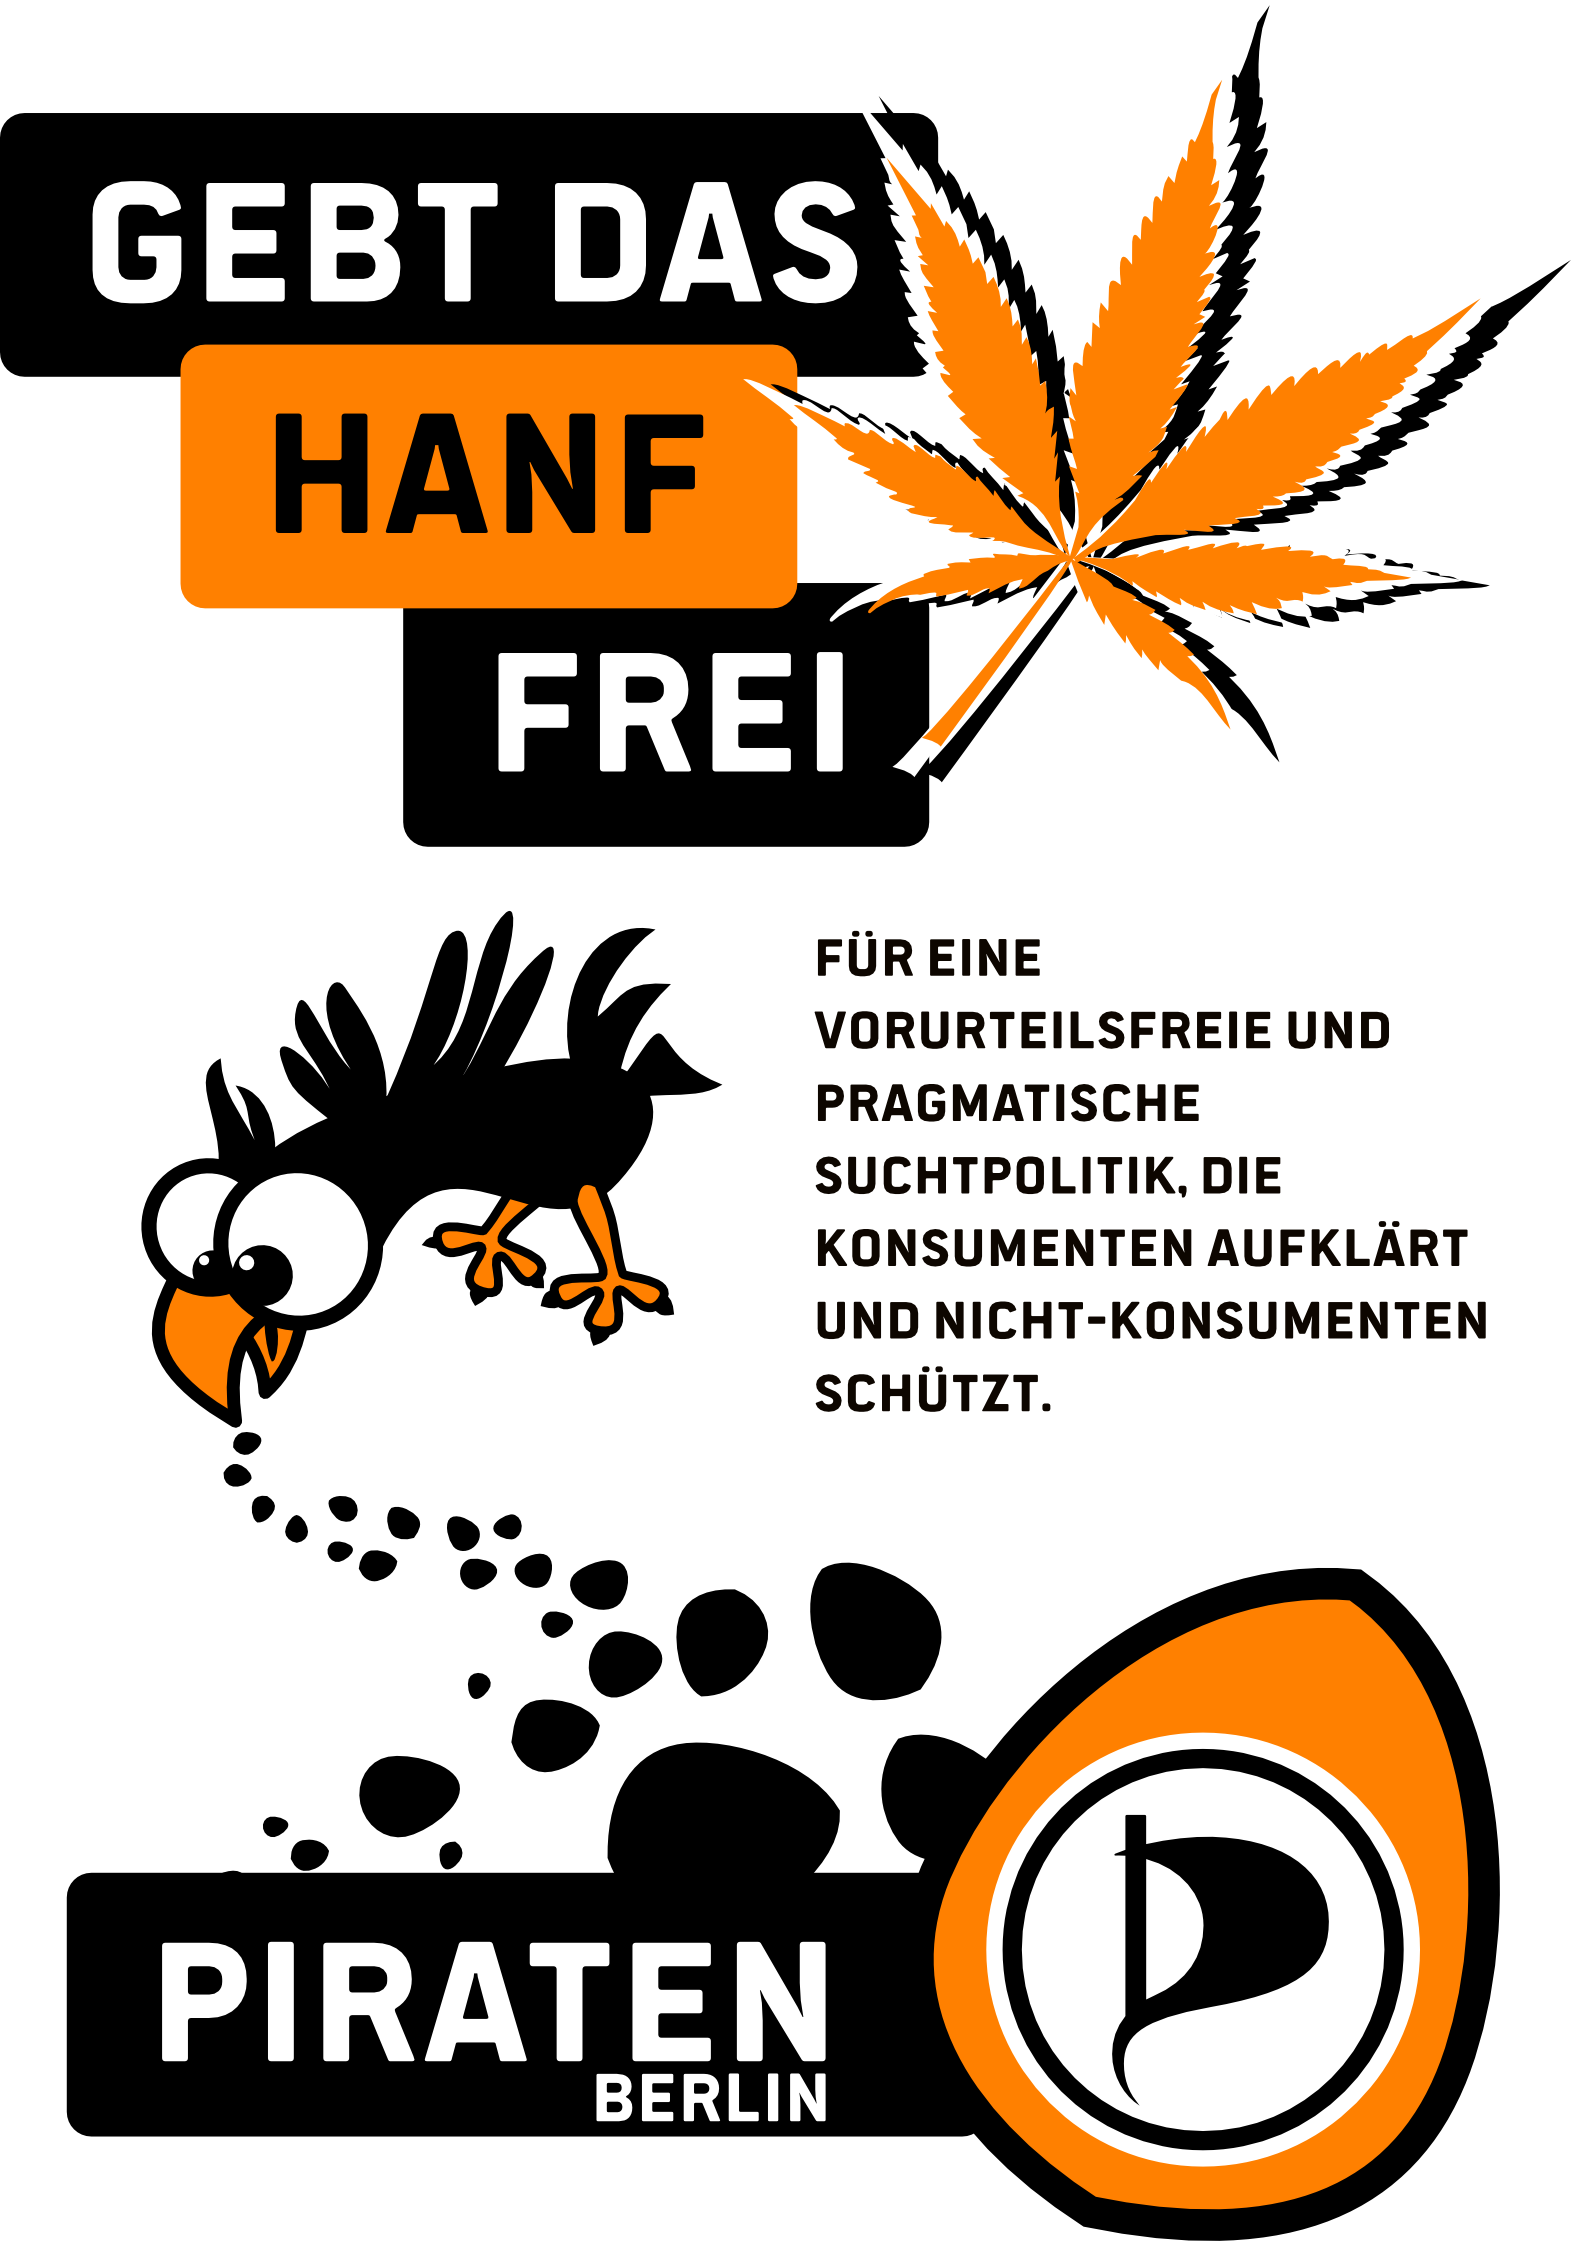 GEBT DAS
HANF
FREI
FÜR EINE
VORURTEILSFREIE UND
PRAGMATISCHE
SUCHTPOLITIK, DIE
KONSUMENTEN AUFKLÄRT
UND NICHT-KONSUMENTEN
SCHÜTZT.
PIRATEN
BERLIN